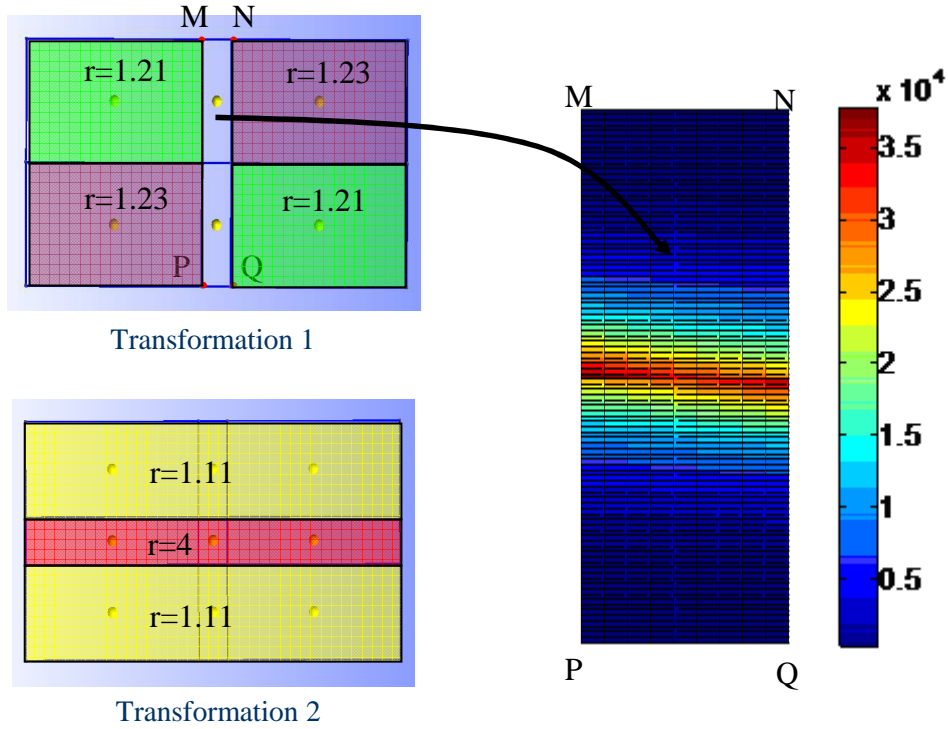 M N
r=1.21
r=1.23
r=1.23
r=1.21
P Q
Transformation 1
r=1.11
r=4
r=1.11
Transformation 2
M N
x 10⁴
3.5
3
2.5
2
1.5
1
0.5
P Q